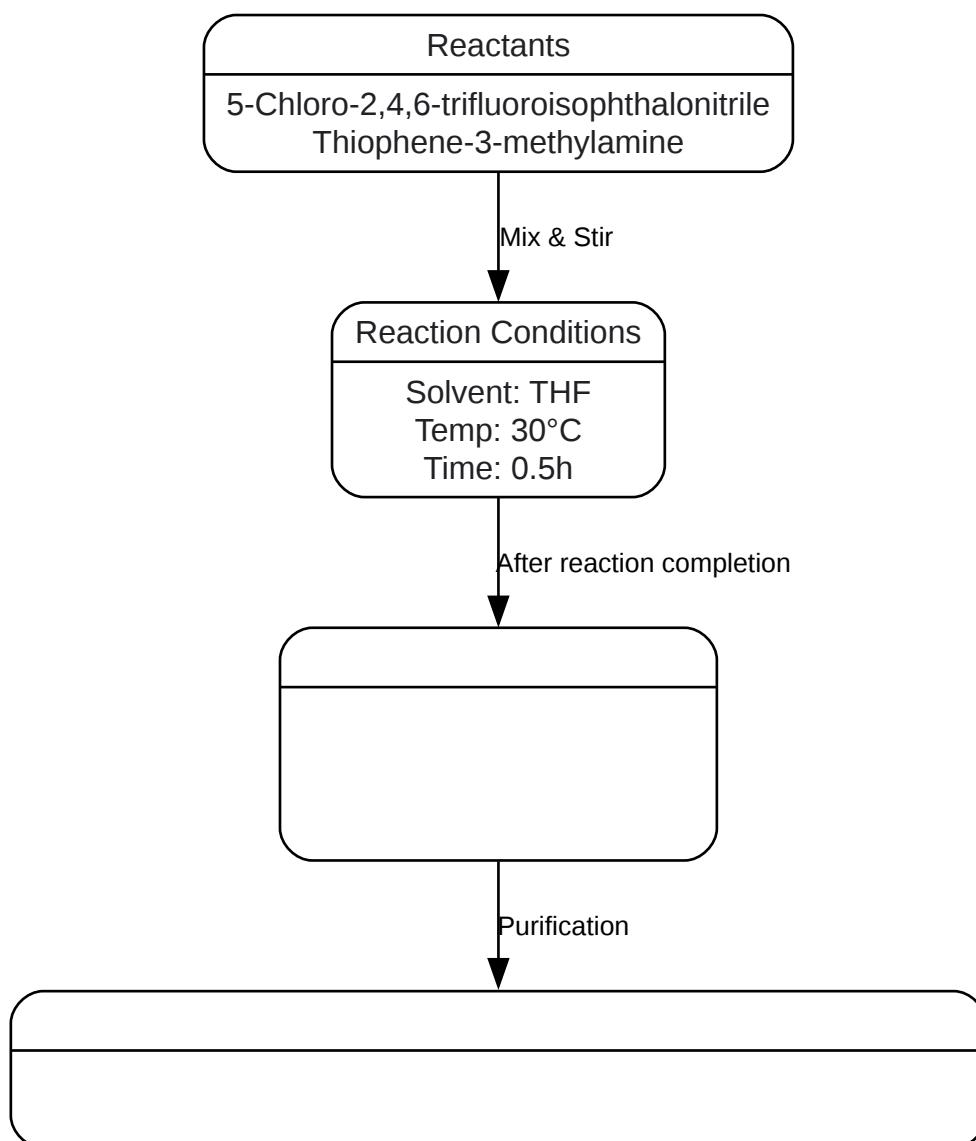 Reactants
5-Chloro-2,4,6-trifluoroisophthalonitrile
Thiophene-3-methylamine
Mix & Stir
Reaction Conditions
Solvent: THF
Temp: 30°C
Time: 0.5h
After reaction completion
Purification